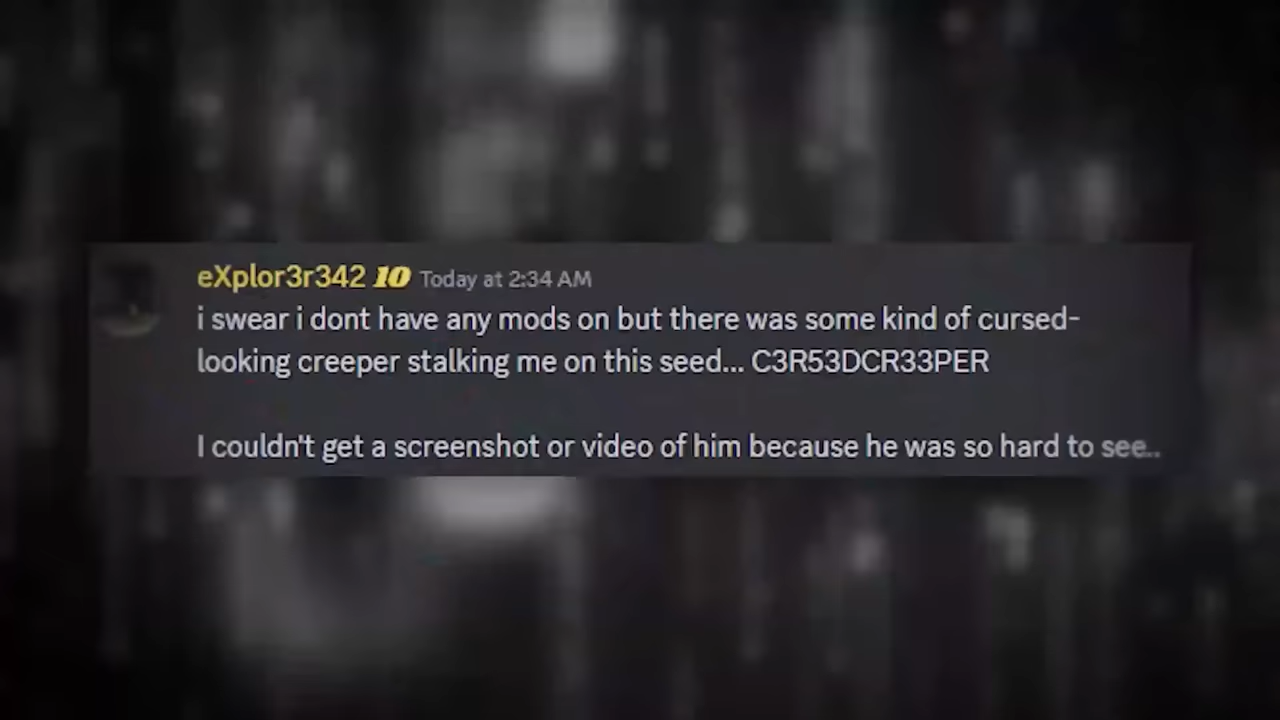 eXplor3r342 10 Today at 2:34 AM
i swear i dont have any mods on but there was some kind of cursed-
looking creeper stalking me on this seed... C3R53DCR33PER
I couldn't get a screenshot or video of him because he was so hard to see..